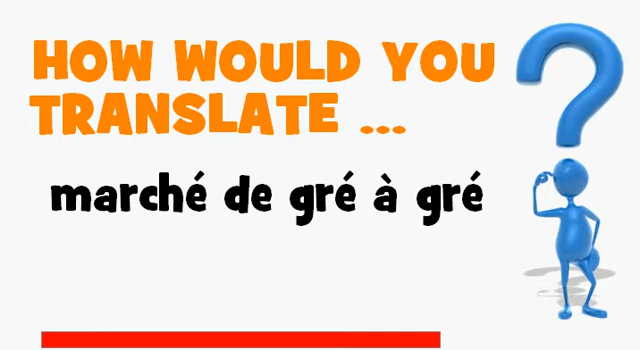 HOW WOULD YOU
TRANSLATE ...
marché de gré à gré